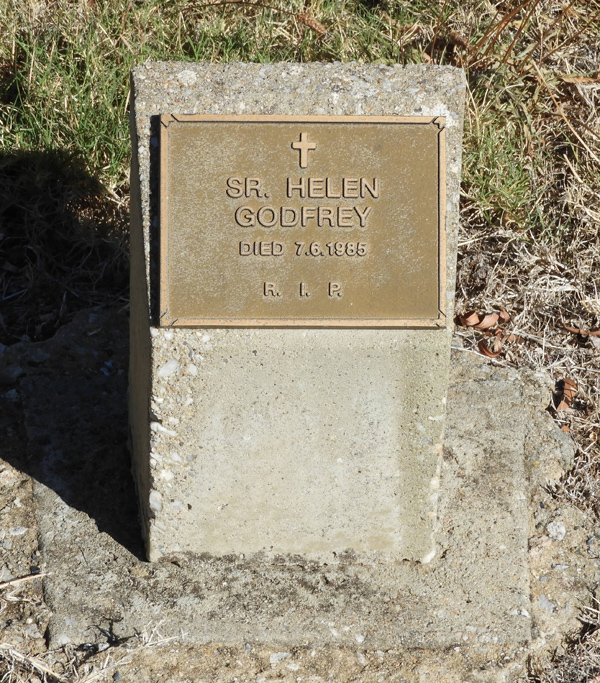 SR. HELEN
GODFREY
DIED 7.6.1985
R. I. P.